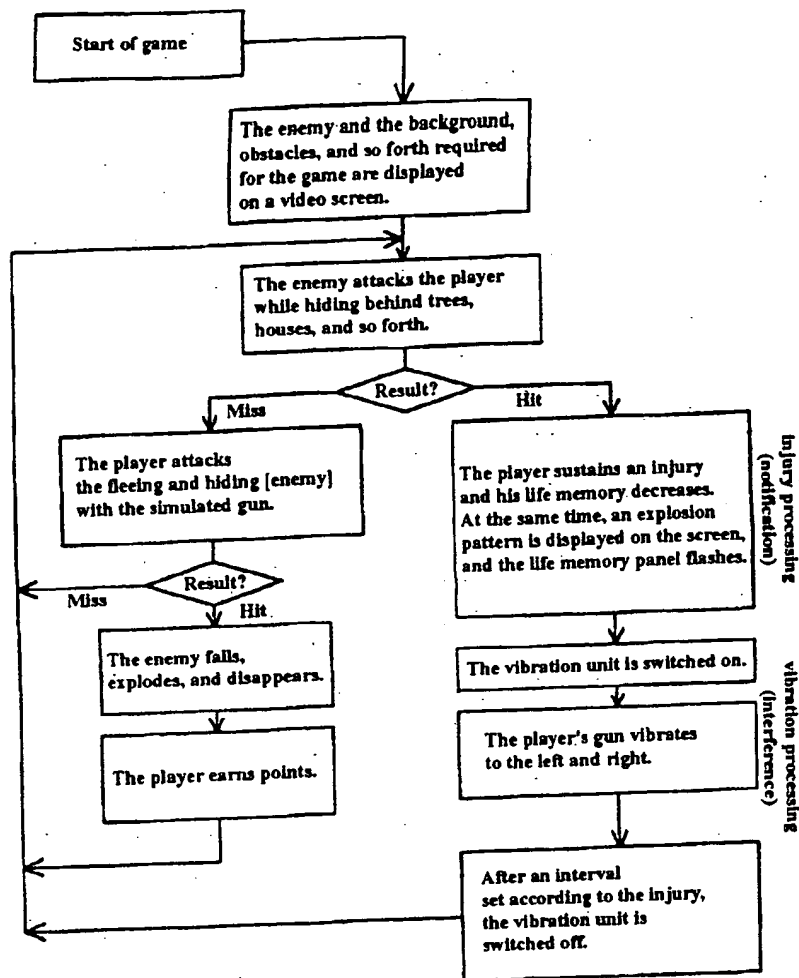 Start of game
The enemy and the background,
obstacles, and so forth required
for the game are displayed
on a video screen.
The enemy attacks the player
while hiding behind trees,
houses, and so forth.
Result?
Miss
Hit
The player attacks
the fleeing and hiding [enemy]
with the simulated gun.
The player sustains an injury
and his life memory decreases.
At the same time, an explosion
pattern is displayed on the screen,
and the life memory panel flashes.
injury processing
(notification)
Result?
Miss
Hit
The enemy falls,
explodes, and disappears.
The vibration unit is switched on.
The player earns points.
The player's gun vibrates
to the left and right.
vibration processing
(interference)
After an interval
set according to the injury,
the vibration unit is
switched off.